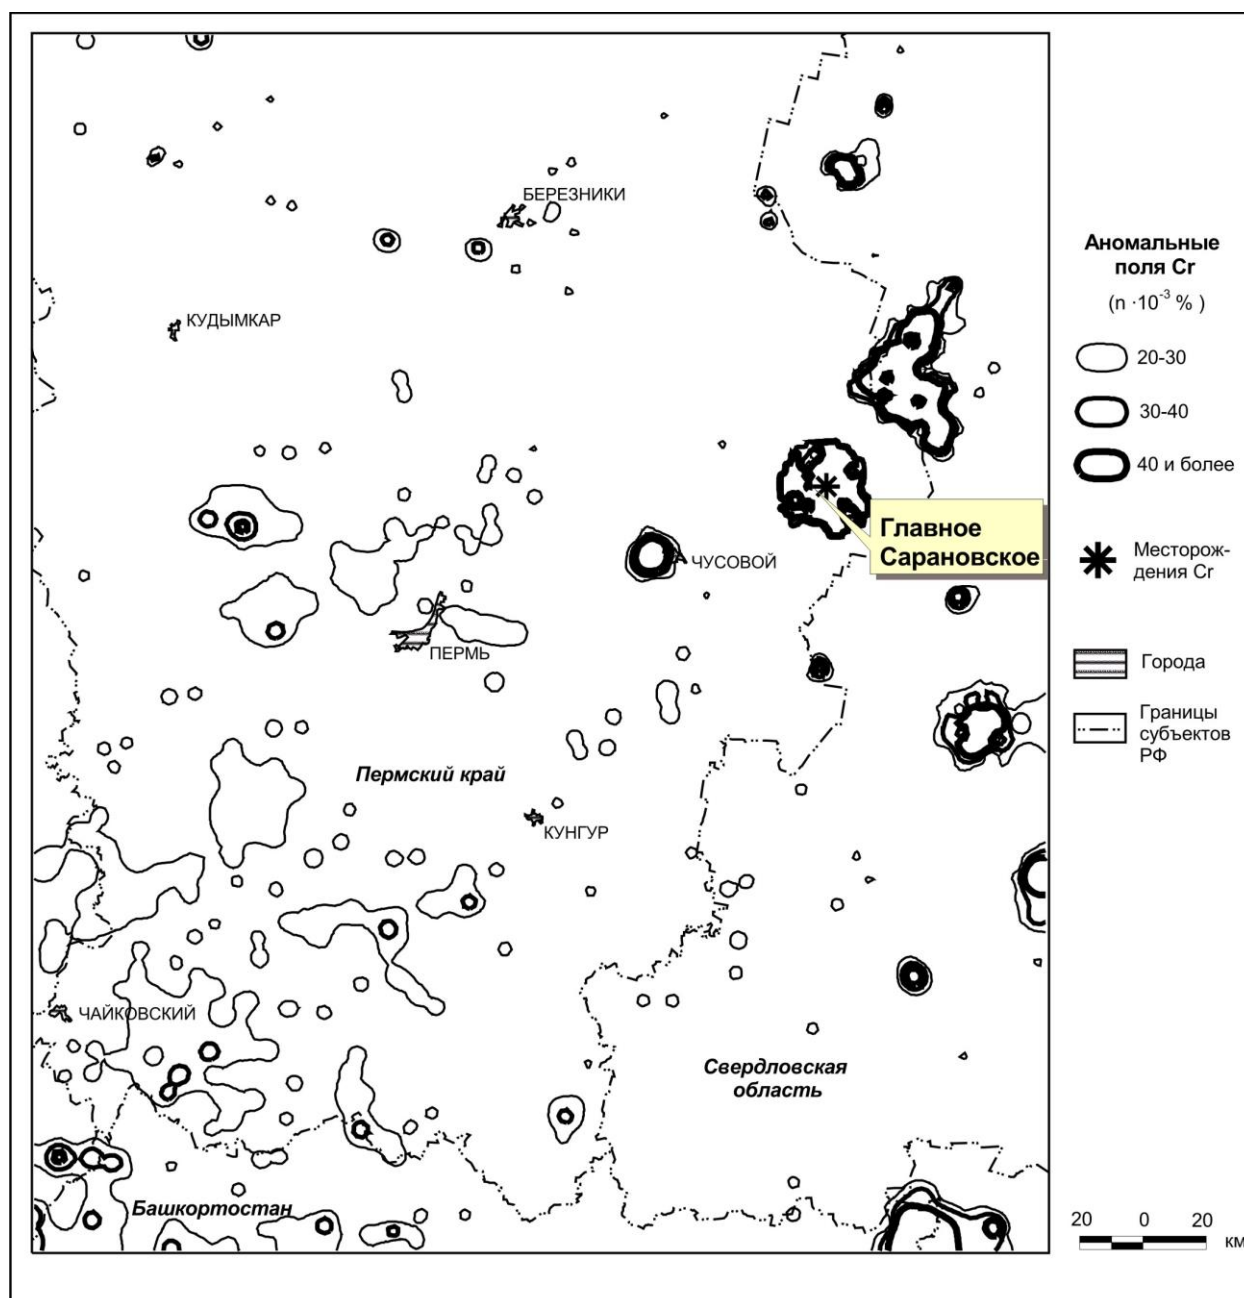 БЕРЕЗНИКИ
КУДЫМКАР
Главное
Сарановское
ЧУСОВОЙ
ПЕРМЬ
Пермский край
КУНГУР
ЧАЙКОВСКИЙ
Свердловская
область
Башкортостан
Аномальные
поля Cr
(n ·10⁻³ % )
20-30
30-40
40 и более
Месторож-
дения Cr
Города
Границы
субъектов
РФ
20 0 20
км